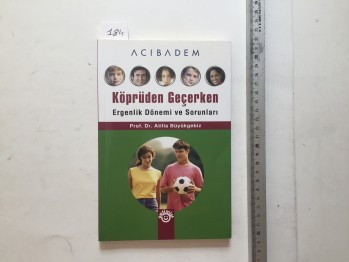 184
ACIBADEM
Köprüden Geçerken
Ergenlik Dönemi ve Sorunları
Prof. Dr. Atilla Büyükgebiz